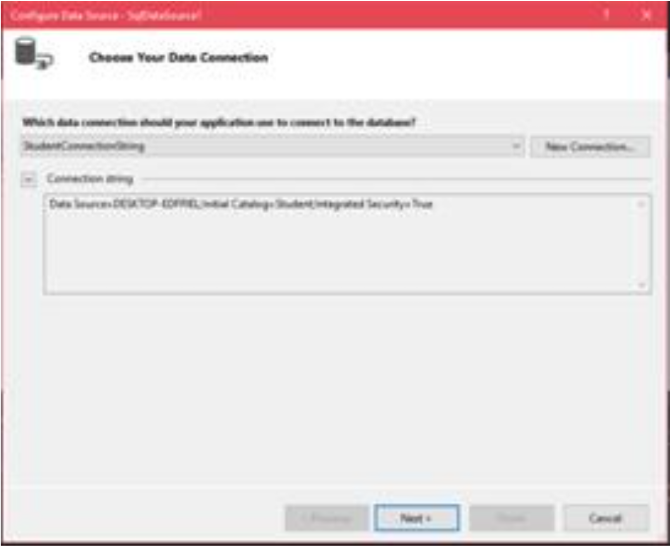 Configure Data Source - SqlDataSource1
? ×
Choose Your Data Connection
Which data connection should your application use to connect to the database?
StudentConnectionString
New Connection...
Connection string
Data Source=DESKTOP-EDFFIEL;Initial Catalog=Student;Integrated Security=True
< Previous
Next >
Finish
Cancel